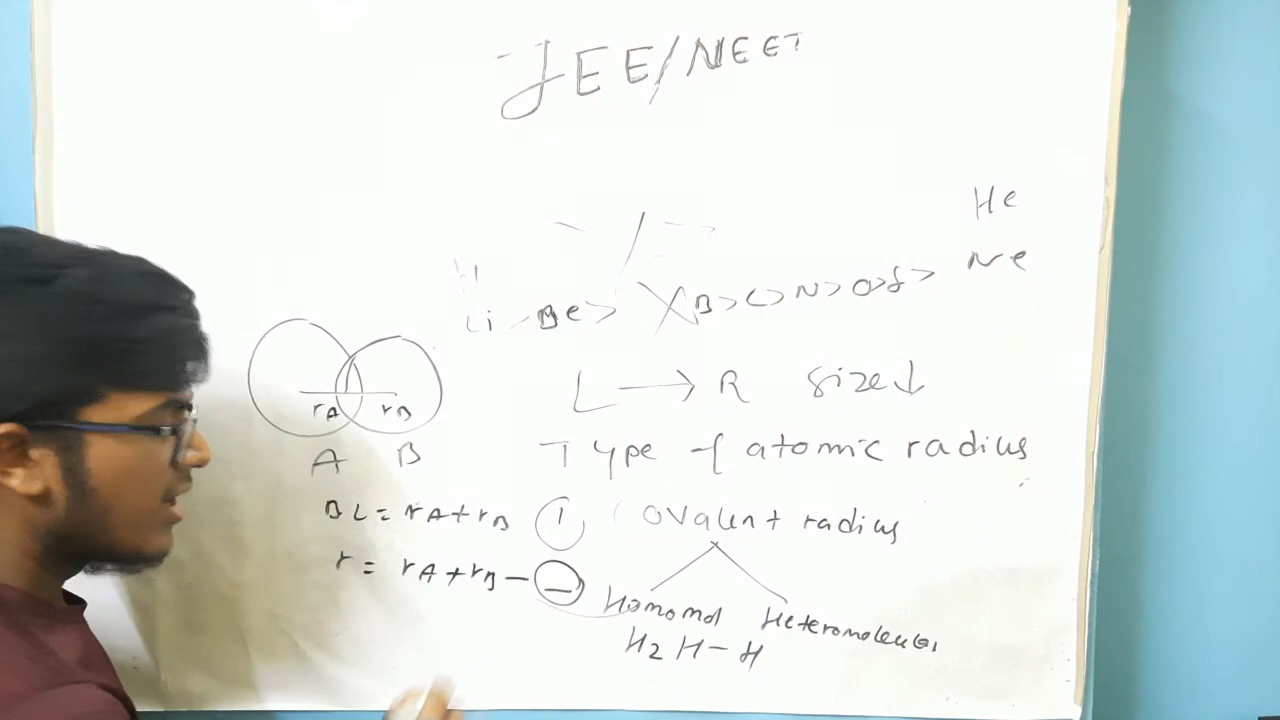 JEE/NEET
He
Ne
H
Li > Be > B > C > N > O > F >
L → R size ↓
Type of atomic radius
rA rB
A B
BL = rA + rB
1 Covalent radius
r = rA + rB -
Homomol Heteromolecules
H2 H - H